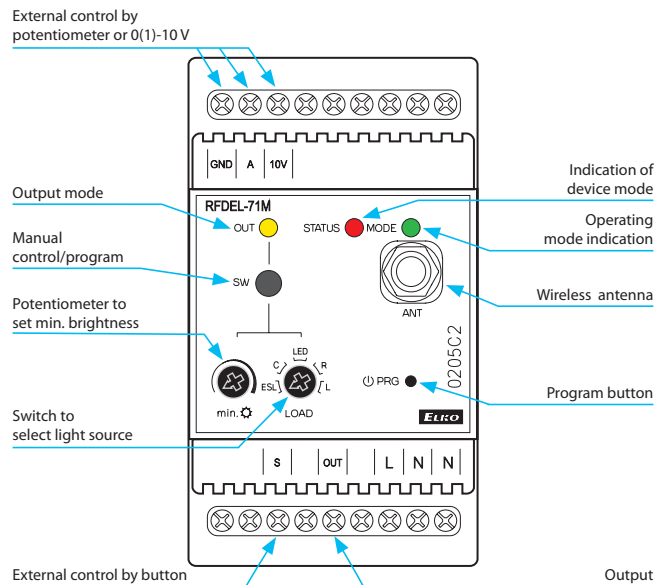 External control by
potentiometer or 0(1)-10 V
GND A 10V
RFDEL-71M
Indication of
device mode
Output mode
OUT STATUS MODE
Operating
mode indication
Manual
control/program
SW
Wireless antenna
ANT
Potentiometer to
set min. brightness
0205C2
LED
C R
ESL L
PRG
Program button
min. LOAD
ELKO
Switch to
select light source
S OUT L N N
External control by button
Output